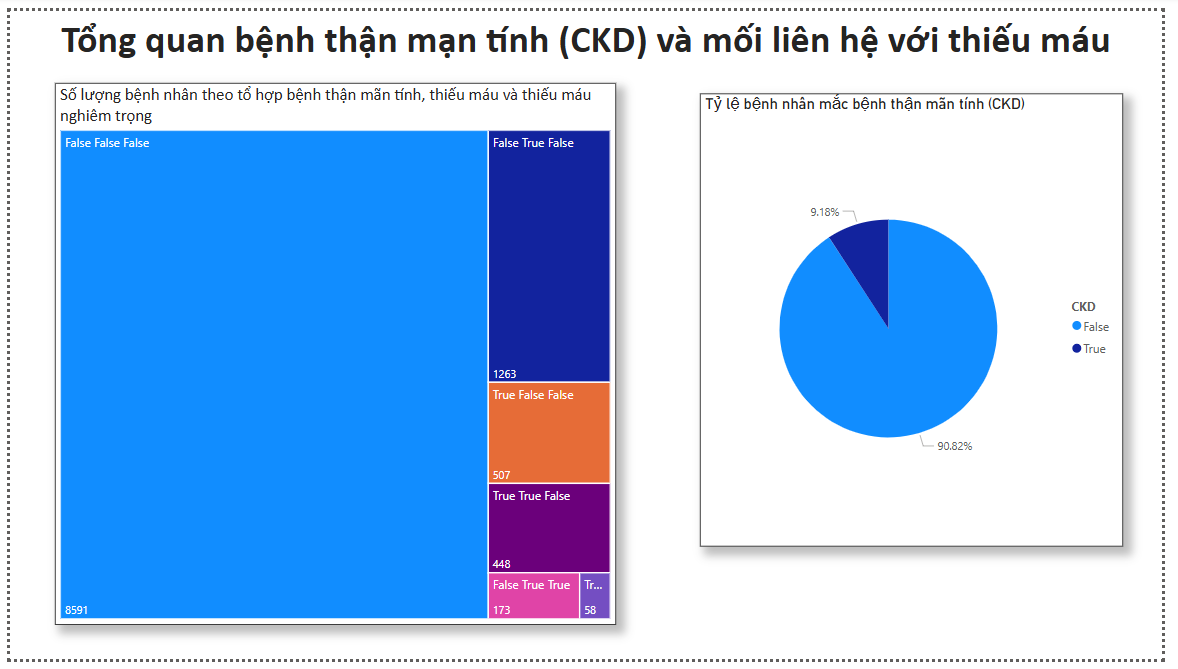 Tổng quan bệnh thận mạn tính (CKD) và mối liên hệ với thiếu máu
Số lượng bệnh nhân theo tổ hợp bệnh thận mãn tính, thiếu máu và thiếu máu
nghiêm trọng
False False False
8591
False True False
1263
True False False
507
True True False
448
False True True
173
Tr...
58
Tỷ lệ bệnh nhân mắc bệnh thận mãn tính (CKD)
9.18%
90.82%
CKD
False
True